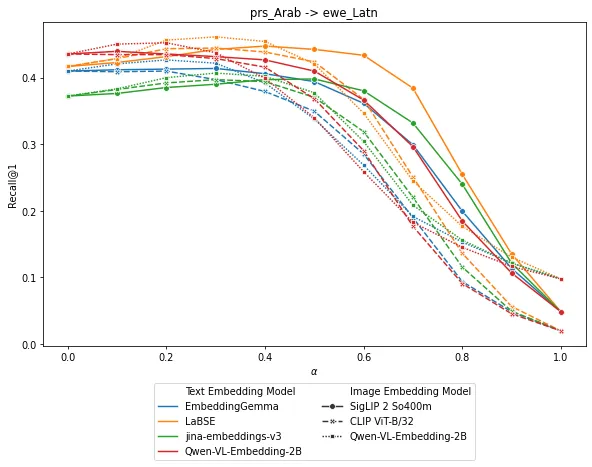 prs_Arab -> ewe_Latn
Recall@1
0.4
0.3
0.2
0.1
0.0
0.0 0.2 0.4 0.6 0.8 1.0
α
Text Embedding Model Image Embedding Model
EmbeddingGemma SigLIP 2 So400m
LaBSE CLIP ViT-B/32
jina-embeddings-v3 Qwen-VL-Embedding-2B
Qwen-VL-Embedding-2B